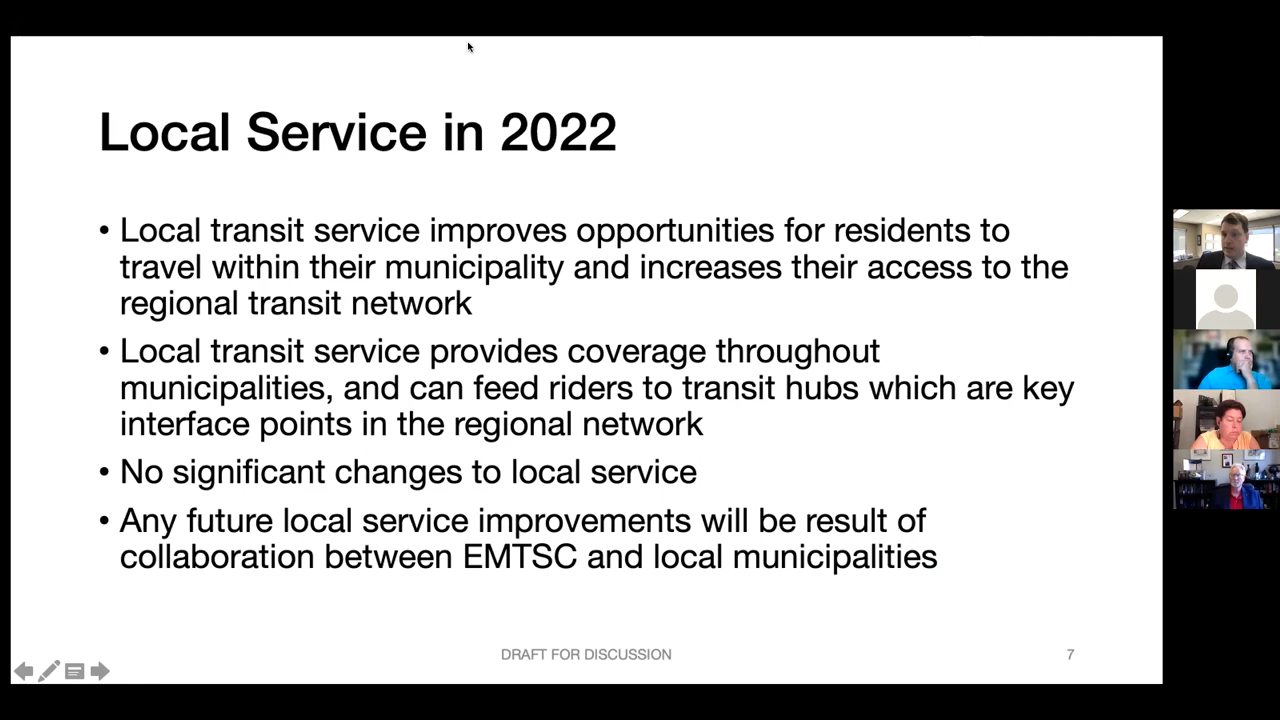 Local Service in 2022
• Local transit service improves opportunities for residents to
travel within their municipality and increases their access to the
regional transit network
• Local transit service provides coverage throughout
municipalities, and can feed riders to transit hubs which are key
interface points in the regional network
• No significant changes to local service
• Any future local service improvements will be result of
collaboration between EMTSC and local municipalities
DRAFT FOR DISCUSSION
7